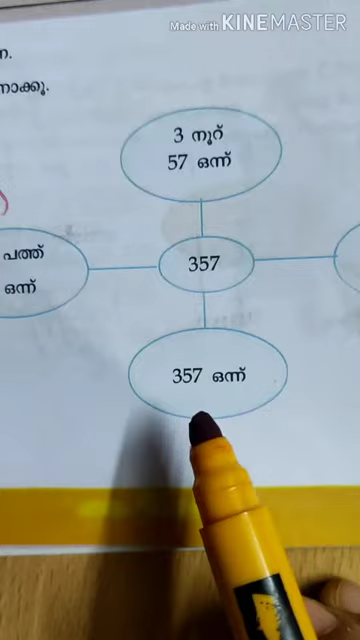 Made with KINEMASTER
ന.
നാക്കൂ.
3 നൂറ്
57 ഒന്ന്
പത്ത്
ഒന്ന്
357
357 ഒന്ന്